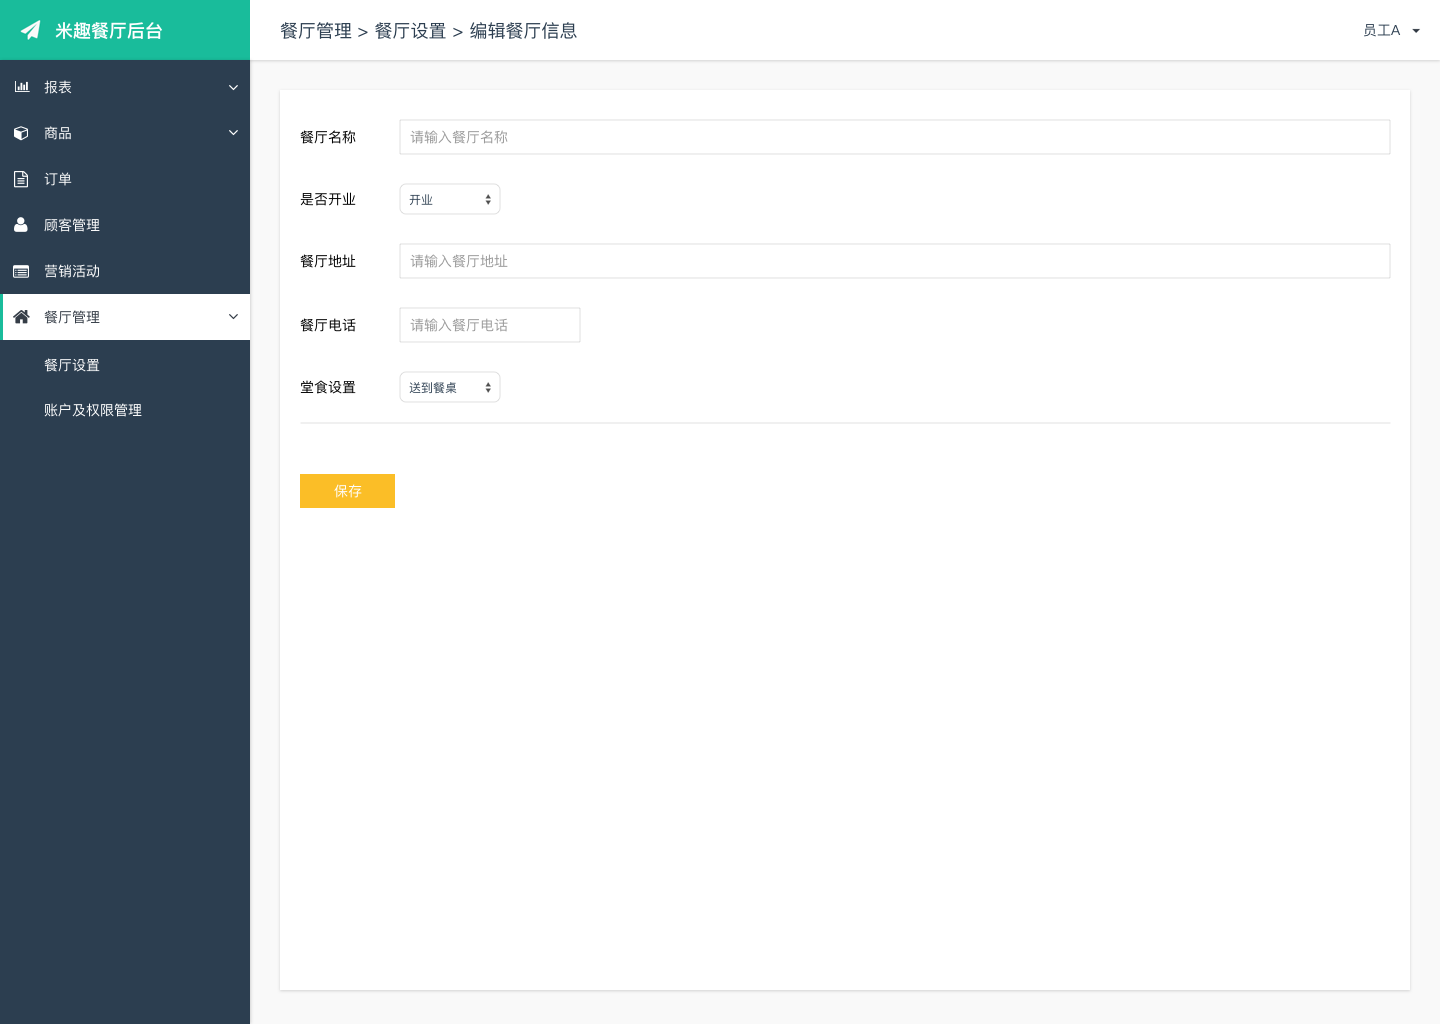 米趣餐厅后台
餐厅管理 > 餐厅设置 > 编辑餐厅信息
员工A
报表
商品
订单
顾客管理
营销活动
餐厅管理
餐厅设置
账户及权限管理
餐厅名称 请输入餐厅名称
是否开业 开业
餐厅地址 请输入餐厅地址
餐厅电话 请输入餐厅电话
堂食设置 送到餐桌
保存